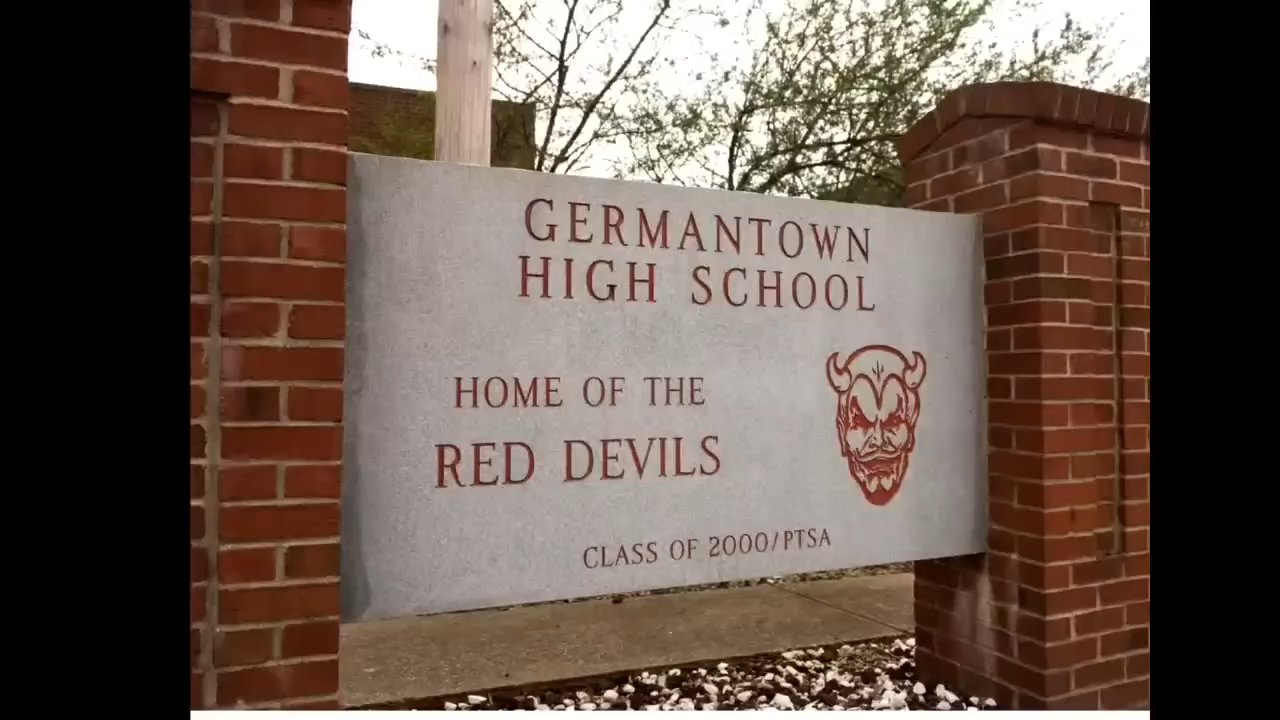 GERMANTOWN
HIGH SCHOOL
HOME OF THE
RED DEVILS
CLASS OF 2000/PTSA